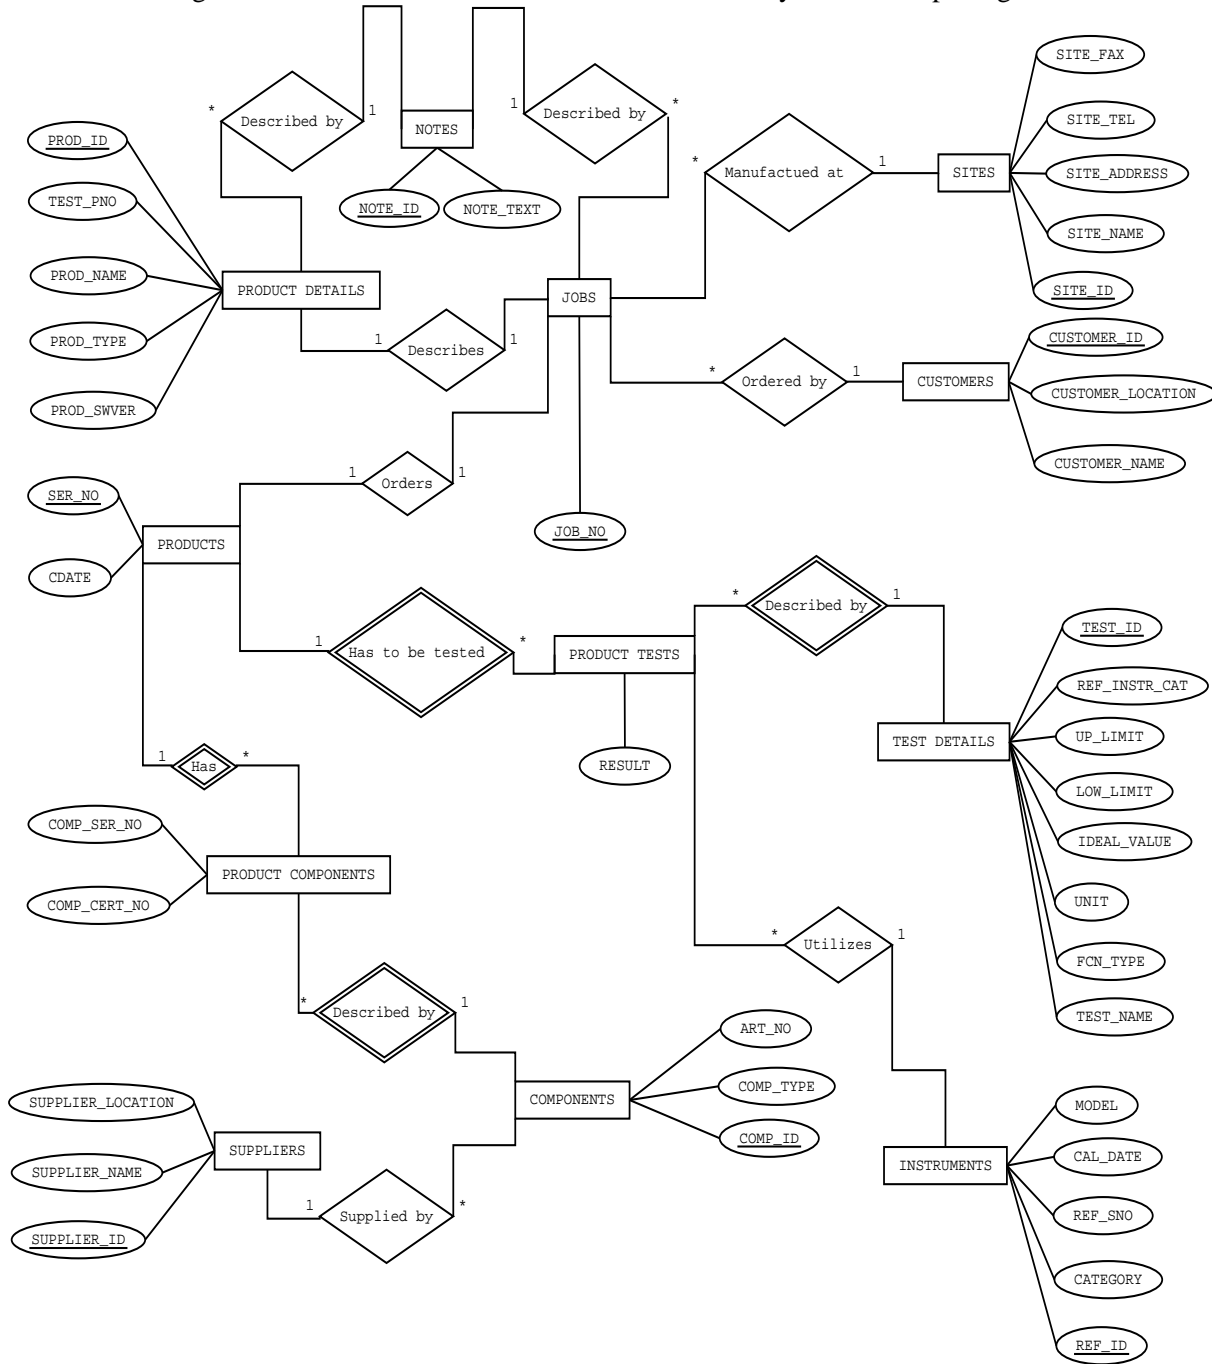 SITE_FAX
* Described by 1
1 Described by *
NOTES
SITE_TEL
PROD_ID
* Manufactued at 1
SITES
SITE_ADDRESS
TEST_PNO
NOTE_ID
NOTE_TEXT
SITE_NAME
PROD_NAME
PRODUCT DETAILS
JOBS
SITE_ID
PROD_TYPE
1 Describes 1
CUSTOMER_ID
* Ordered by 1
CUSTOMERS
CUSTOMER_LOCATION
PROD_SWVER
CUSTOMER_NAME
1 Orders 1
SER_NO
JOB_NO
PRODUCTS
CDATE
* Described by 1
TEST_ID
1 Has to be tested *
PRODUCT TESTS
REF_INSTR_CAT
UP_LIMIT
TEST DETAILS
1 Has *
RESULT
LOW_LIMIT
COMP_SER_NO
IDEAL_VALUE
PRODUCT COMPONENTS
COMP_CERT_NO
UNIT
* Utilizes 1
FCN_TYPE
* Described by 1
TEST_NAME
ART_NO
COMP_TYPE
COMPONENTS
SUPPLIER_LOCATION
MODEL
COMP_ID
SUPPLIERS
CAL_DATE
INSTRUMENTS
SUPPLIER_NAME
1 Supplied by *
REF_SNO
SUPPLIER_ID
CATEGORY
REF_ID